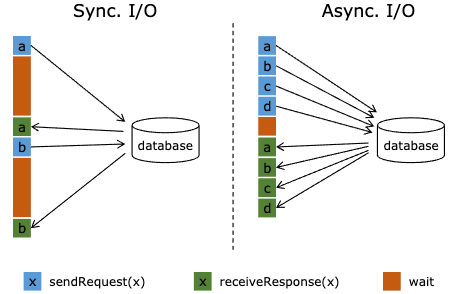 Sync. I/O
a
a
b
b
database
Async. I/O
a
b
c
d
a
b
c
d
database
x sendRequest(x)
x receiveResponse(x)
wait